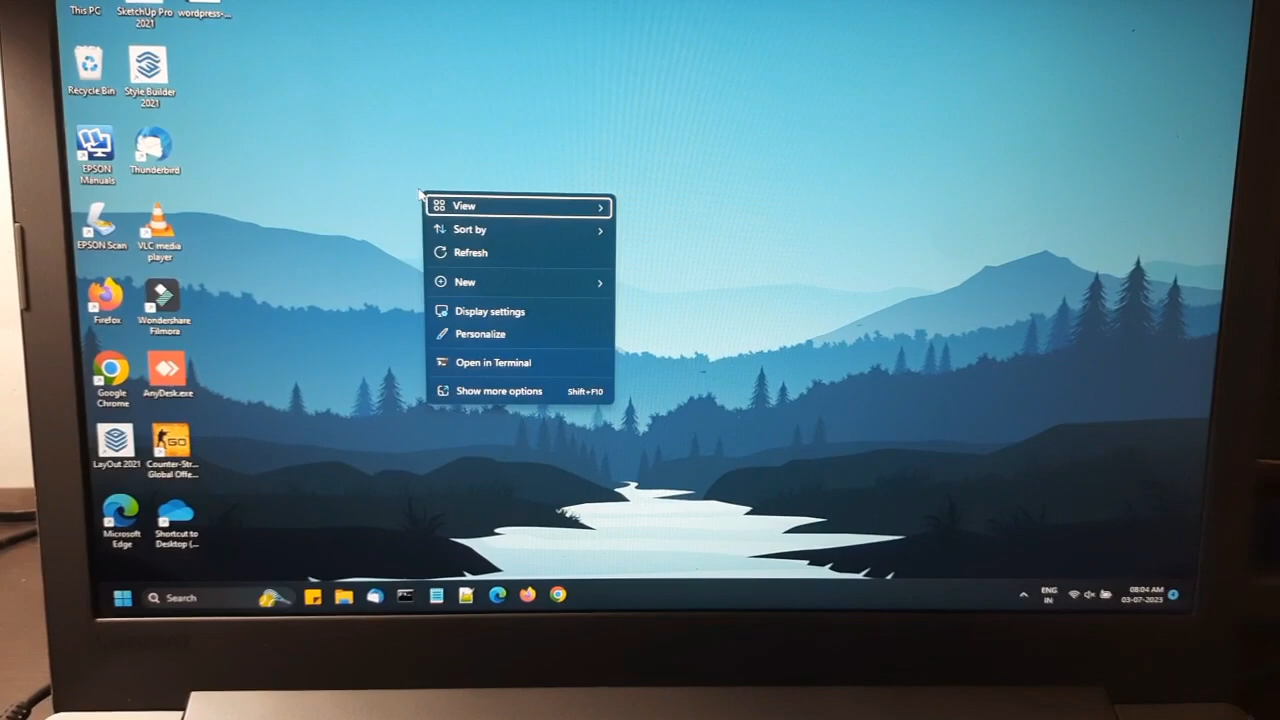 This PC
SketchUp Pro
2021
wordpress-...
Recycle Bin
Style Builder
2021
EPSON
Manuals
Thunderbird
EPSON Scan
VLC media
player
Firefox
Wondershare
Filmora
Google
Chrome
AnyDesk.exe
LayOut 2021
GO
Counter-Str...
Global Offe...
Microsoft
Edge
Shortcut to
Desktop (...
View
Sort by
Refresh
New
Display settings
Personalize
Open in Terminal
Show more options Shift+F10
Search
ENG
IN
08:04 AM
03-07-2023
4